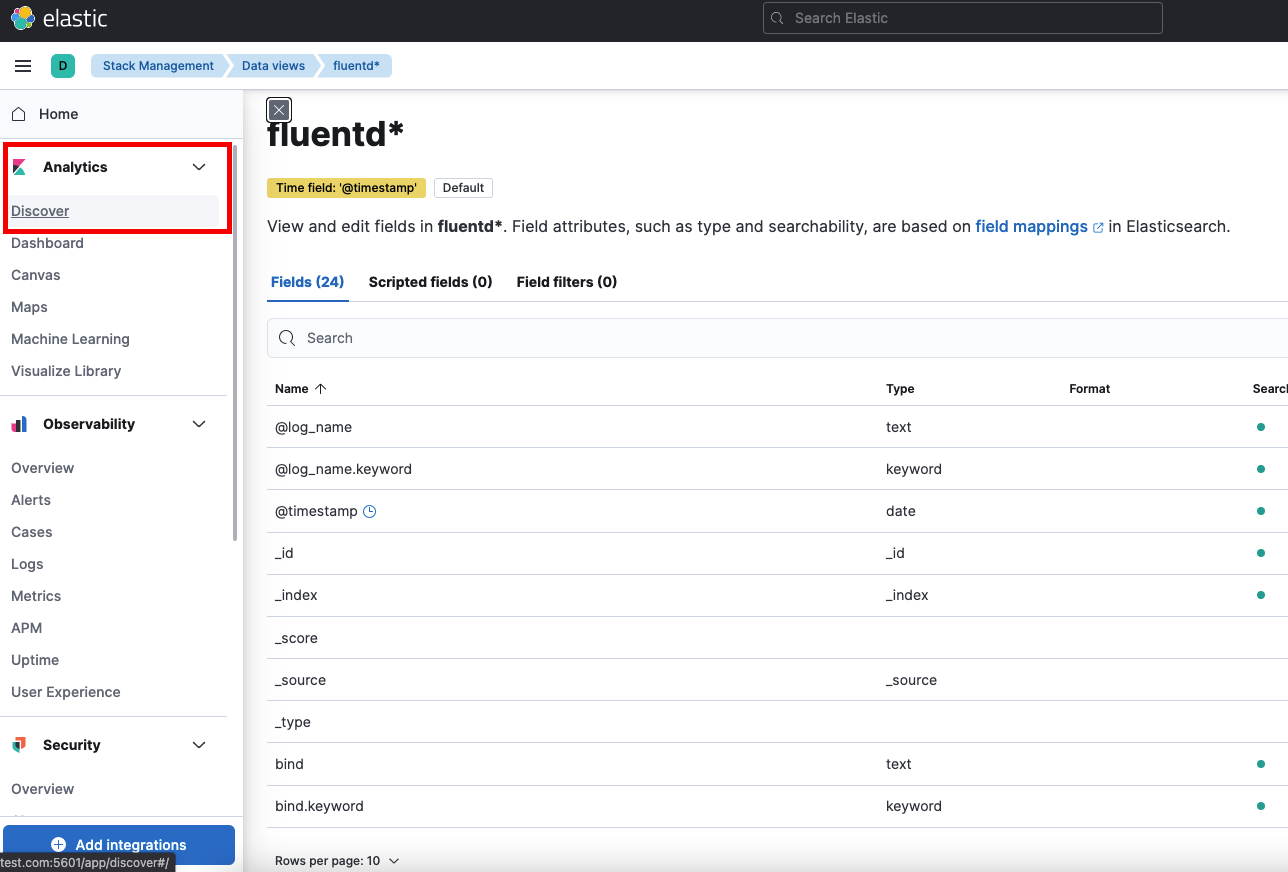 elastic
Search Elastic
D
Stack Management
Data views
fluentd*
Home
Analytics
Discover
Dashboard
Canvas
Maps
Machine Learning
Visualize Library
Observability
Overview
Alerts
Cases
Logs
Metrics
APM
Uptime
User Experience
Security
Overview
Add integrations
test.com:5601/app/discover#/
fluentd*
Time field: '@timestamp'
Default
View and edit fields in fluentd*. Field attributes, such as type and searchability, are based on field mappings in Elasticsearch.
Fields (24)
Scripted fields (0)
Field filters (0)
Search
Name Type Format Search
@log_name text
@log_name.keyword keyword
@timestamp date
_id _id
_index _index
_score
_source _source
_type
bind text
bind.keyword keyword
Rows per page: 10